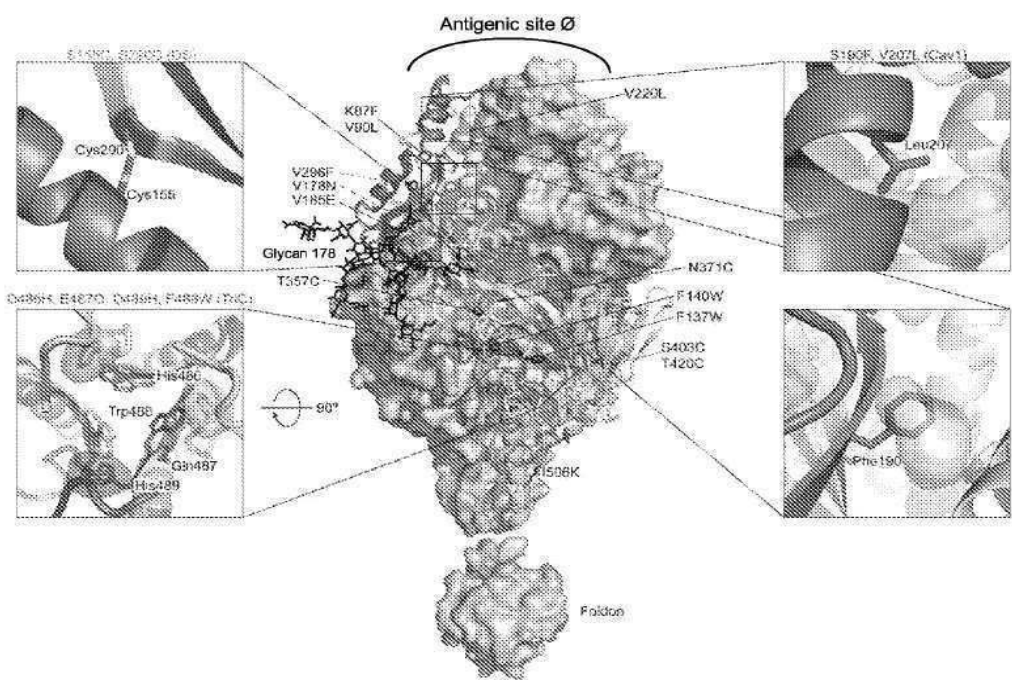 Antigenic site Ø
S155C, S290C (DS)
S190F, V207L (Cav1)
K87F
V90L
V220L
Cys290
Cys155
Leu207
V296F
V178N
V185E
Glycan 178
T357C
N371C
F140W
F137W
S403C
T420C
D486H, E487Q, D489H, F488W (TriC)
His486
Trp488
Gln487
His489
90°
Phe190
I506K
Foldon